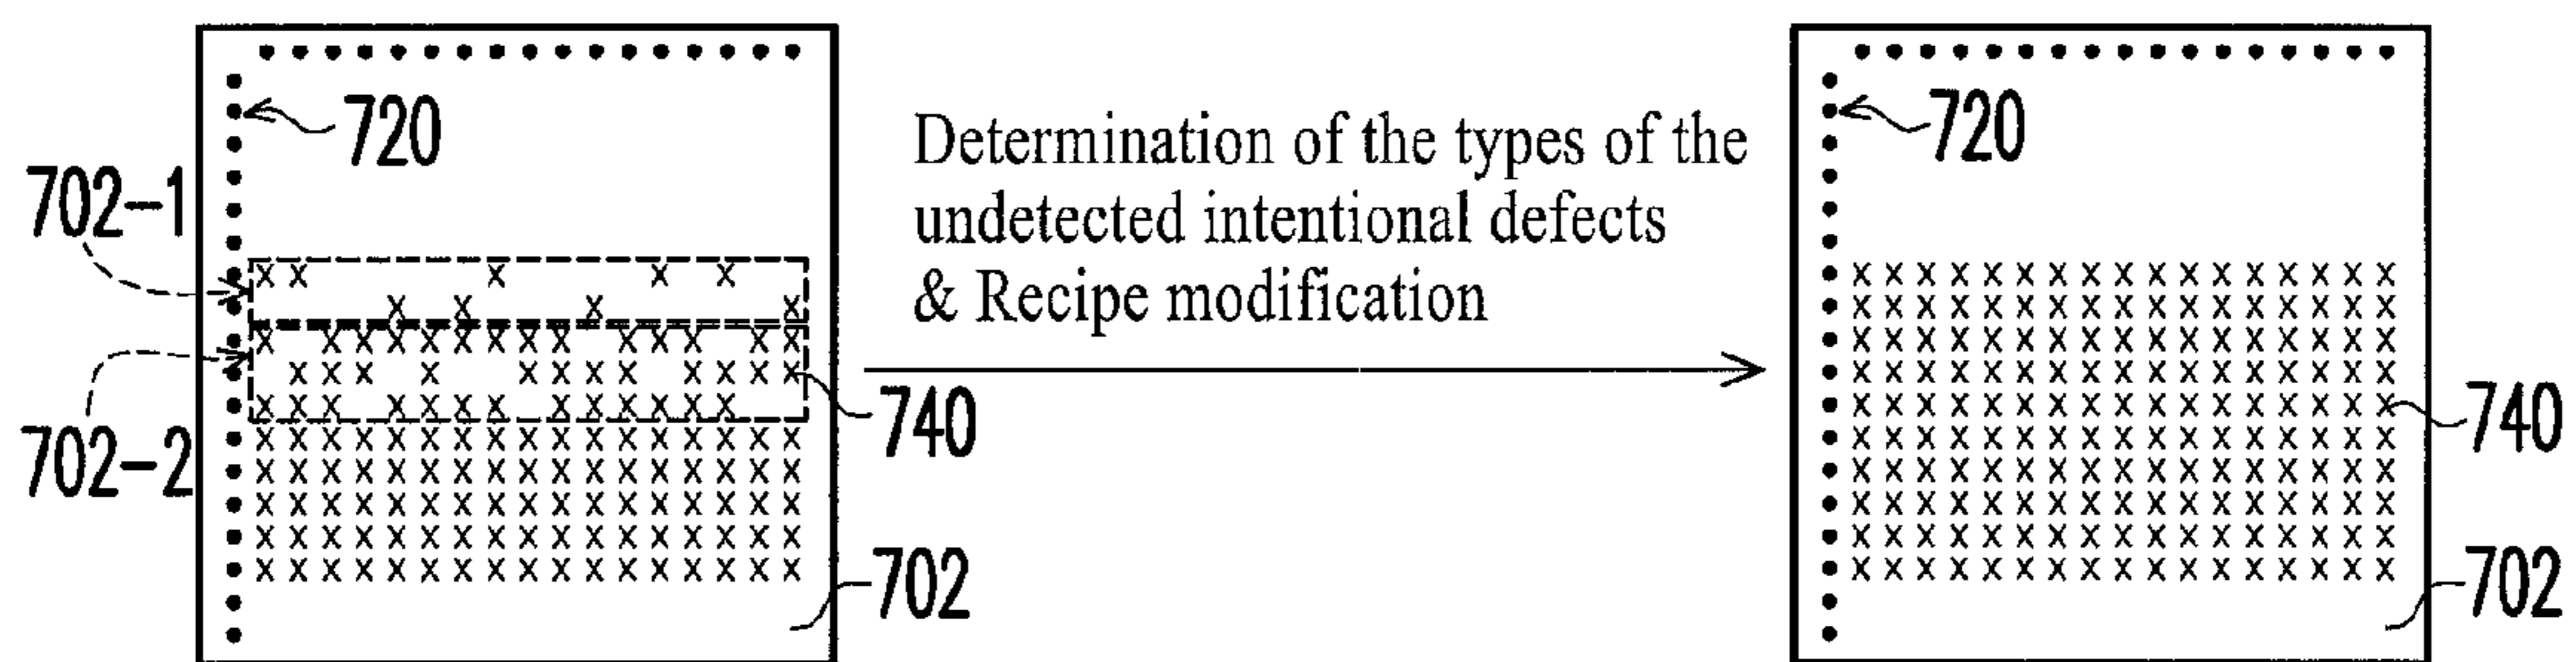 720
702-1
702-2
740
702
Determination of the types of the
undetected intentional defects
& Recipe modification
720
740
702